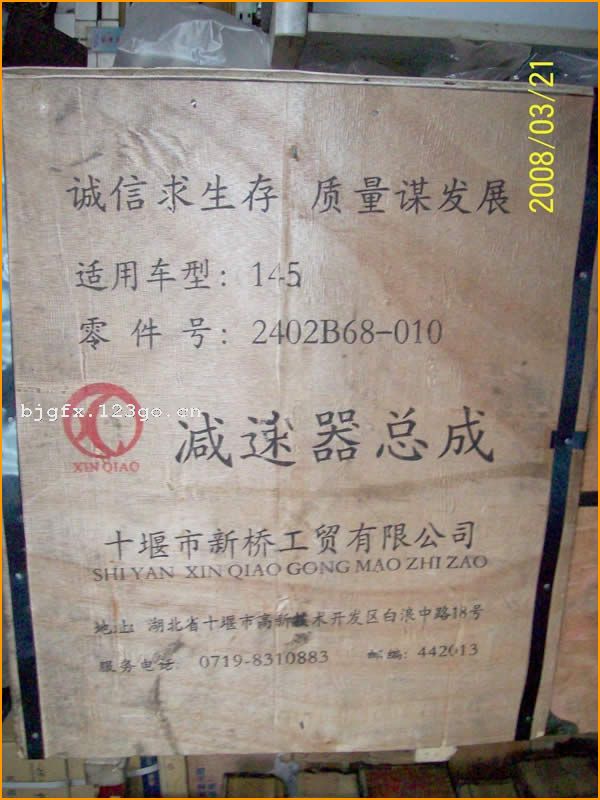 2008/03/21
诚信求生存 质量谋发展
适用车型：145
零件号：2402B68-010
bjgfx.123go.cn
XIN QIAO
减速器总成
十堰市新桥工贸有限公司
SHI YAN XIN QIAO GONG MAO ZHI ZAO
地址: 湖北省十堰市高新技术开发区白浪中路18号
服务电话: 0719-8310883 邮编: 442013